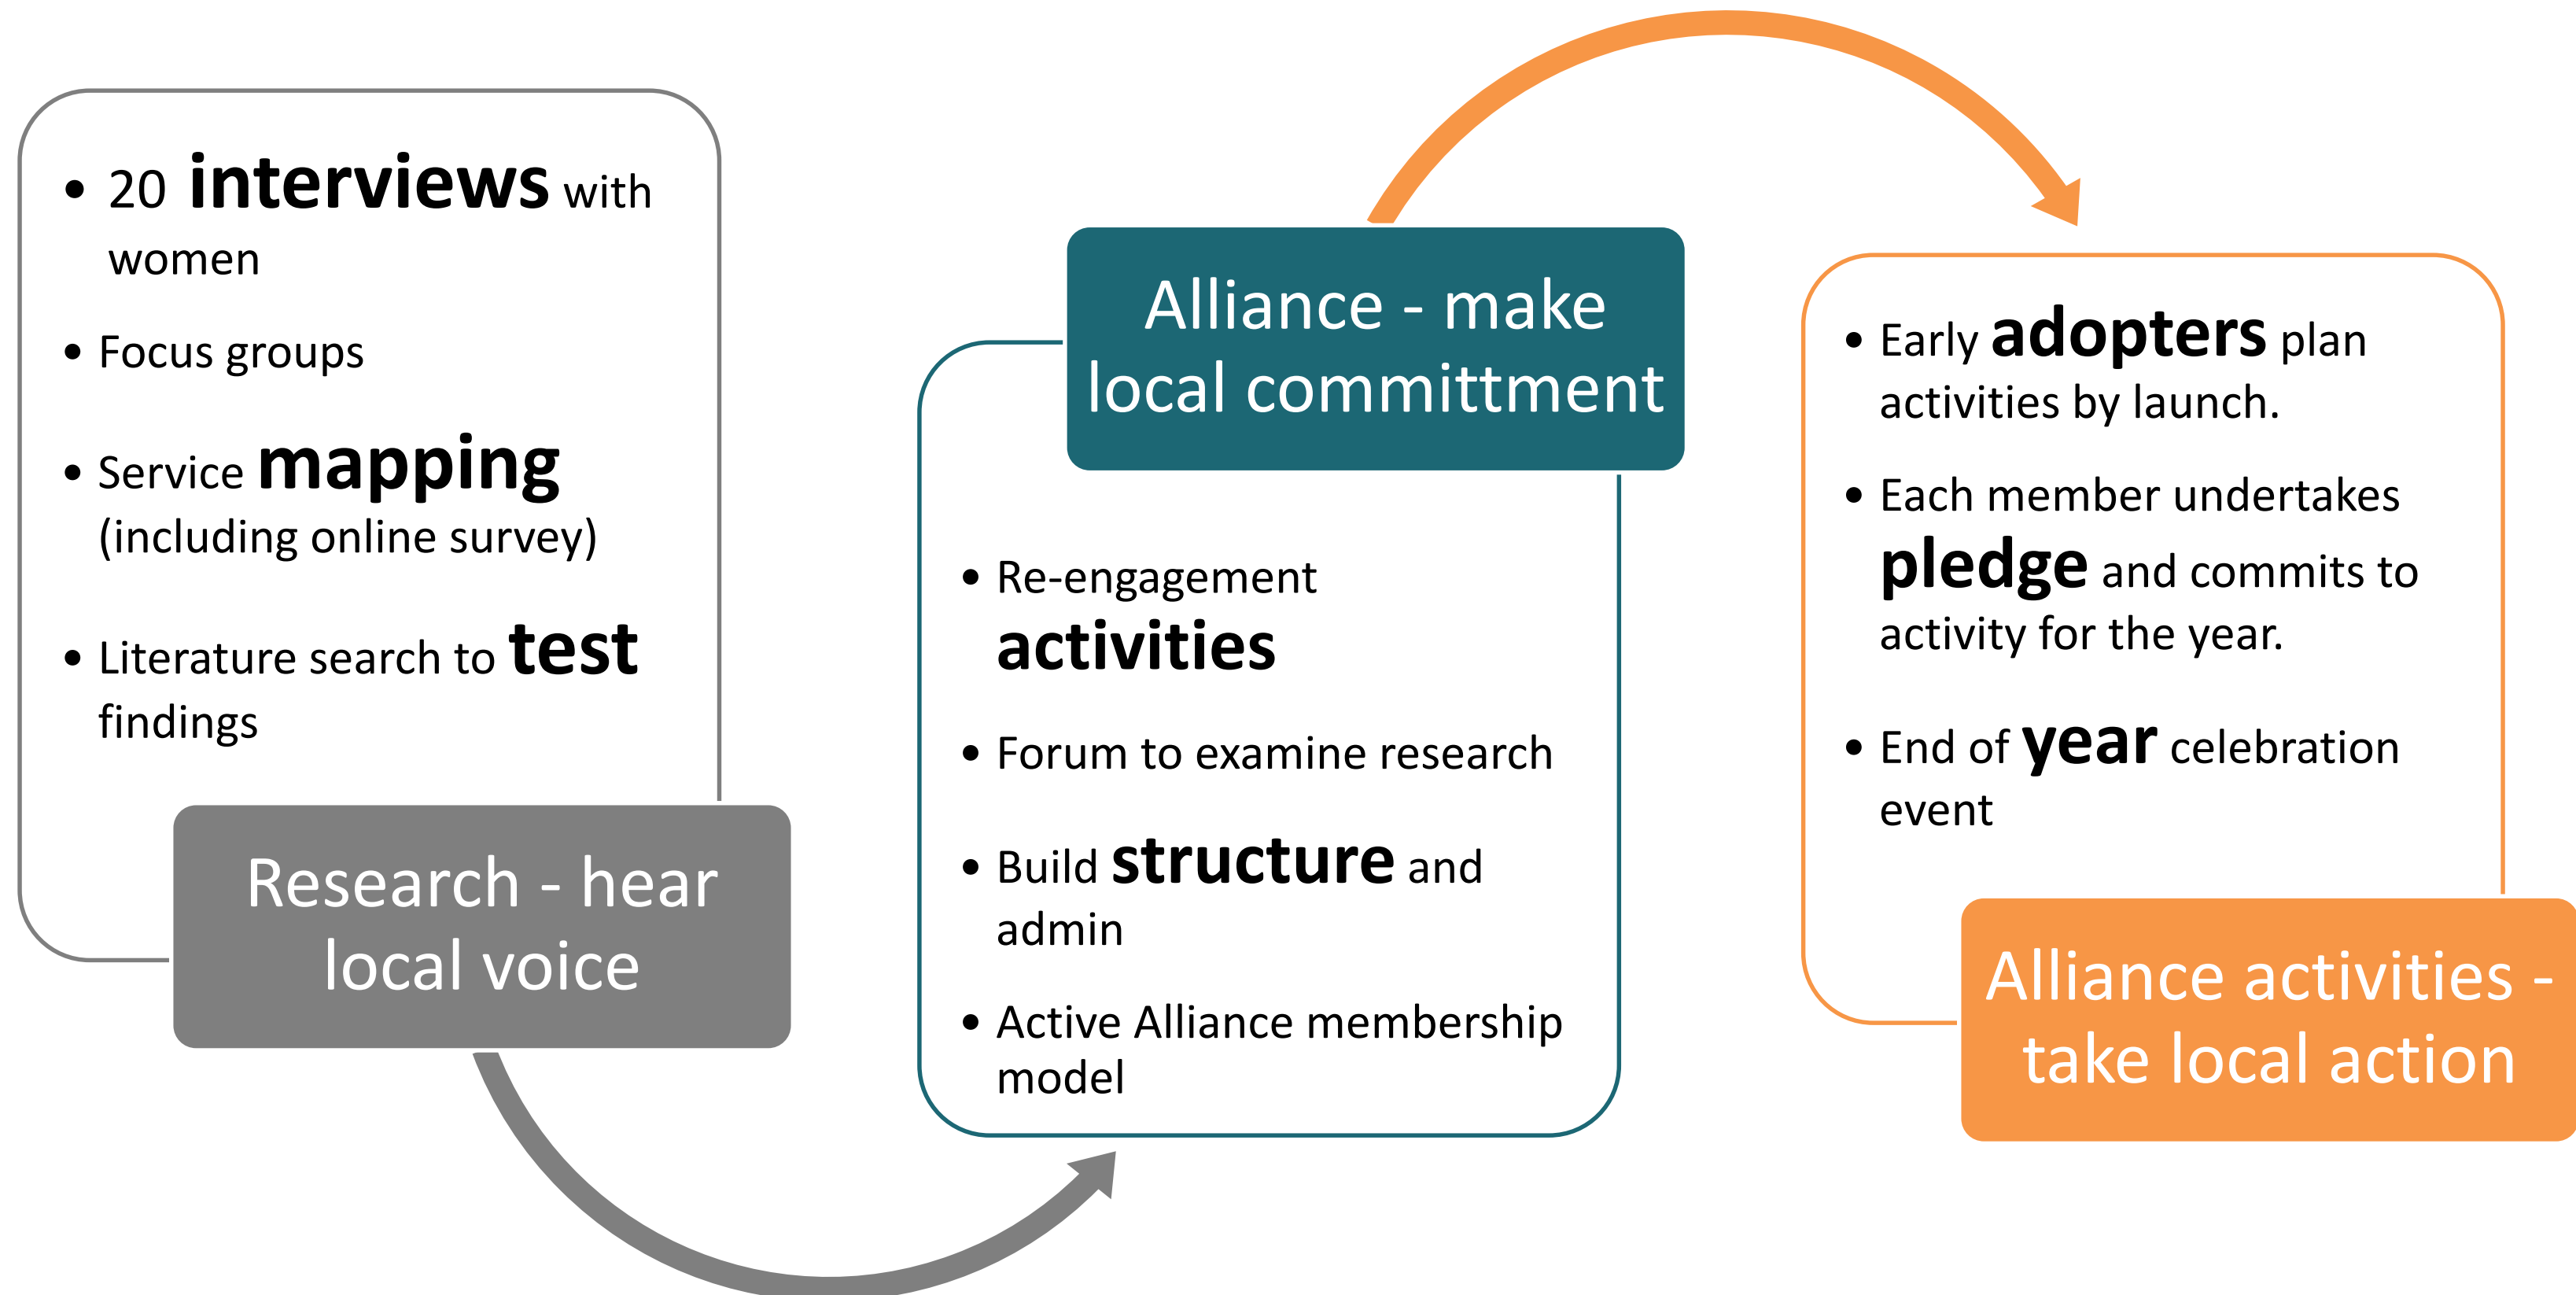 • 20 interviews with
women
• Focus groups
• Service mapping
(including online survey)
• Literature search to test
findings
Research - hear
local voice
Alliance - make
local committment
• Re-engagement
activities
• Forum to examine research
• Build structure and
admin
• Active Alliance membership
model
• Early adopters plan
activities by launch.
• Each member undertakes
pledge and commits to
activity for the year.
• End of year celebration
event
Alliance activities -
take local action